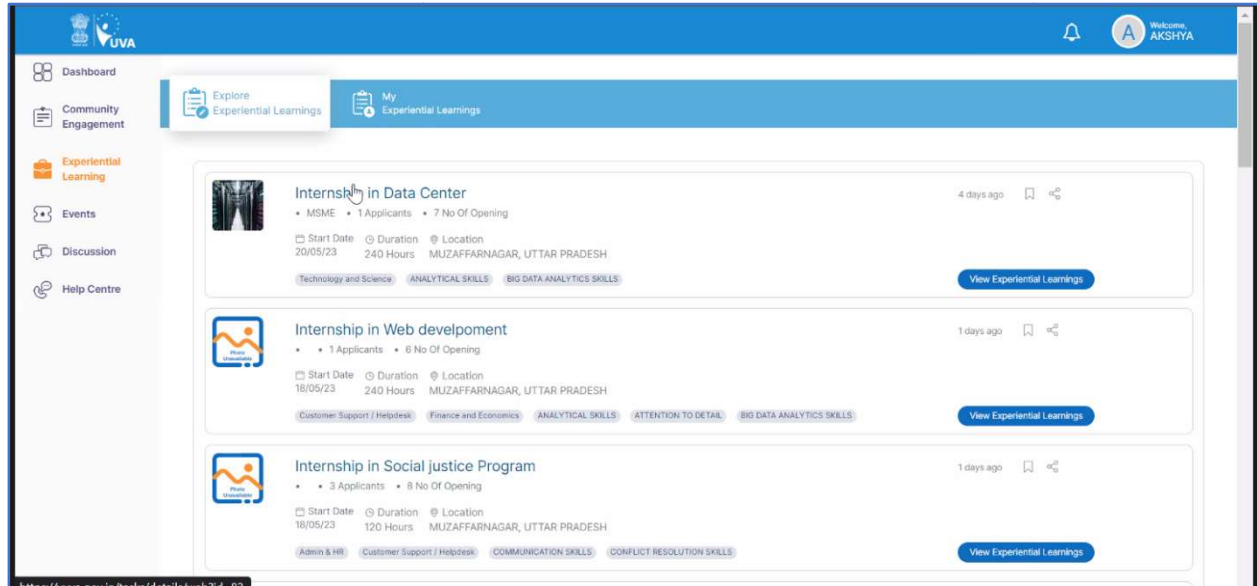 YUVA
Welcome,
A AKSHYA
Dashboard
Community
Engagement
Experiential
Learning
Events
Discussion
Help Centre
Explore
Experiential Learnings
My
Experiential Learnings
Internship in Data Center
4 days ago
• MSME • 1 Applicants • 7 No Of Opening
Start Date Duration Location
20/05/23 240 Hours MUZAFFARNAGAR, UTTAR PRADESH
Technology and Science ANALYTICAL SKILLS BIG DATA ANALYTICS SKILLS
View Experiential Learnings
Internship in Web develpoment
1 days ago
• • 1 Applicants • 6 No Of Opening
Start Date Duration Location
18/05/23 240 Hours MUZAFFARNAGAR, UTTAR PRADESH
Customer Support / Helpdesk Finance and Economics ANALYTICAL SKILLS ATTENTION TO DETAIL BIG DATA ANALYTICS SKILLS
View Experiential Learnings
Photo
Unavailable
Internship in Social justice Program
1 days ago
• • 3 Applicants • 8 No Of Opening
Start Date Duration Location
18/05/23 120 Hours MUZAFFARNAGAR, UTTAR PRADESH
Admin & HR Customer Support / Helpdesk COMMUNICATION SKILLS CONFLICT RESOLUTION SKILLS
View Experiential Learnings
Photo
Unavailable